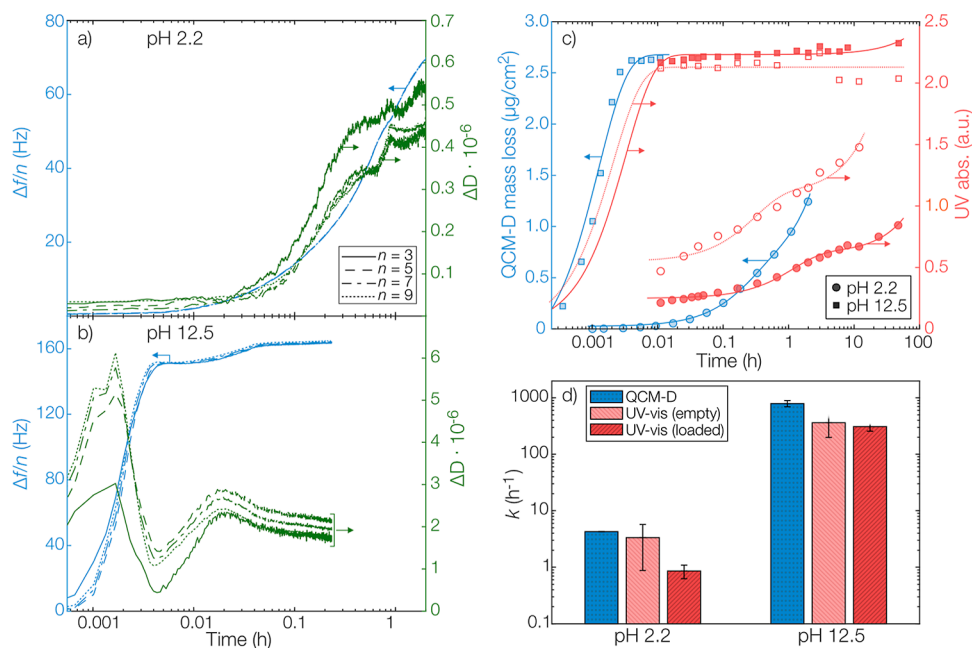 a)
pH 2.2
Δf/n (Hz)
80
60
40
20
0
ΔD · 10-6
0.6
0.5
0.4
0.3
0.2
0.1
0
n = 3
n = 5
n = 7
n = 9
b)
pH 12.5
Δf/n (Hz)
160
120
80
40
0
ΔD · 10-6
6
5
4
3
2
1
0
0.001
0.01
0.1
1
Time (h)
c)
QCM-D mass loss (µg/cm2)
3.0
2.5
2.0
1.5
1.0
0.5
0
UV abs. (a.u.)
2.5
2.0
1.5
1.0
0.5
0
pH 2.2
pH 12.5
0.001
0.01
0.1
1
10
100
Time (h)
d)
QCM-D
UV-vis (empty)
UV-vis (loaded)
k (h-1)
1000
100
10
1
0.1
pH 2.2
pH 12.5